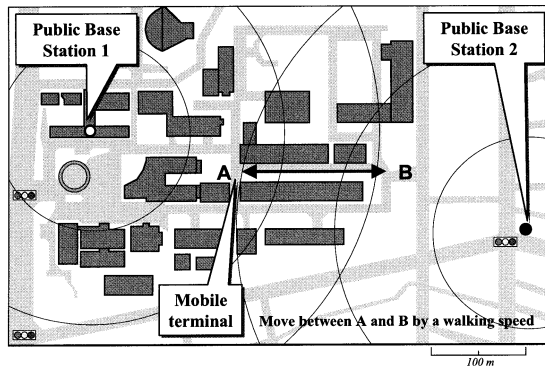 Public Base
Station 1
Public Base
Station 2
A
B
Mobile
terminal
Move between A and B by a walking speed
100 m